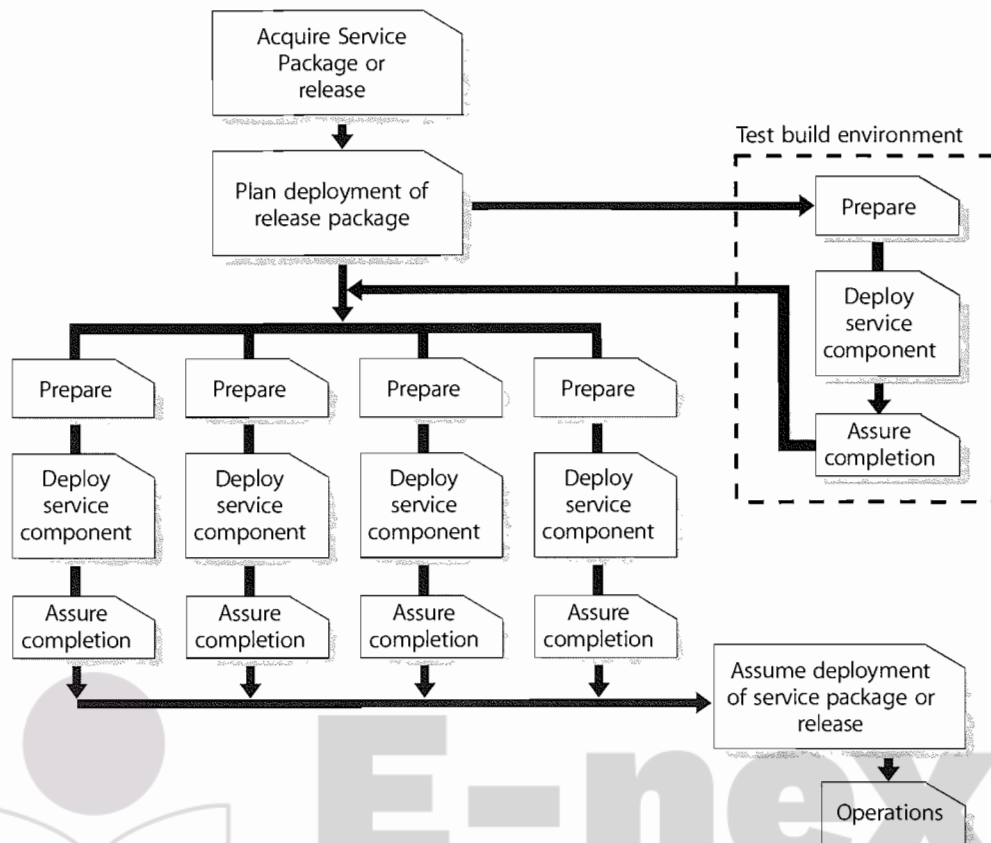 Acquire Service
Package or
release
Plan deployment of
release package
Test build environment
Prepare
Deploy
service
component
Assure
completion
Prepare
Prepare
Prepare
Prepare
Deploy
service
component
Deploy
service
component
Deploy
service
component
Deploy
service
component
Assure
completion
Assure
completion
Assure
completion
Assure
completion
Assume deployment
of service package or
release
Operations
E-nex